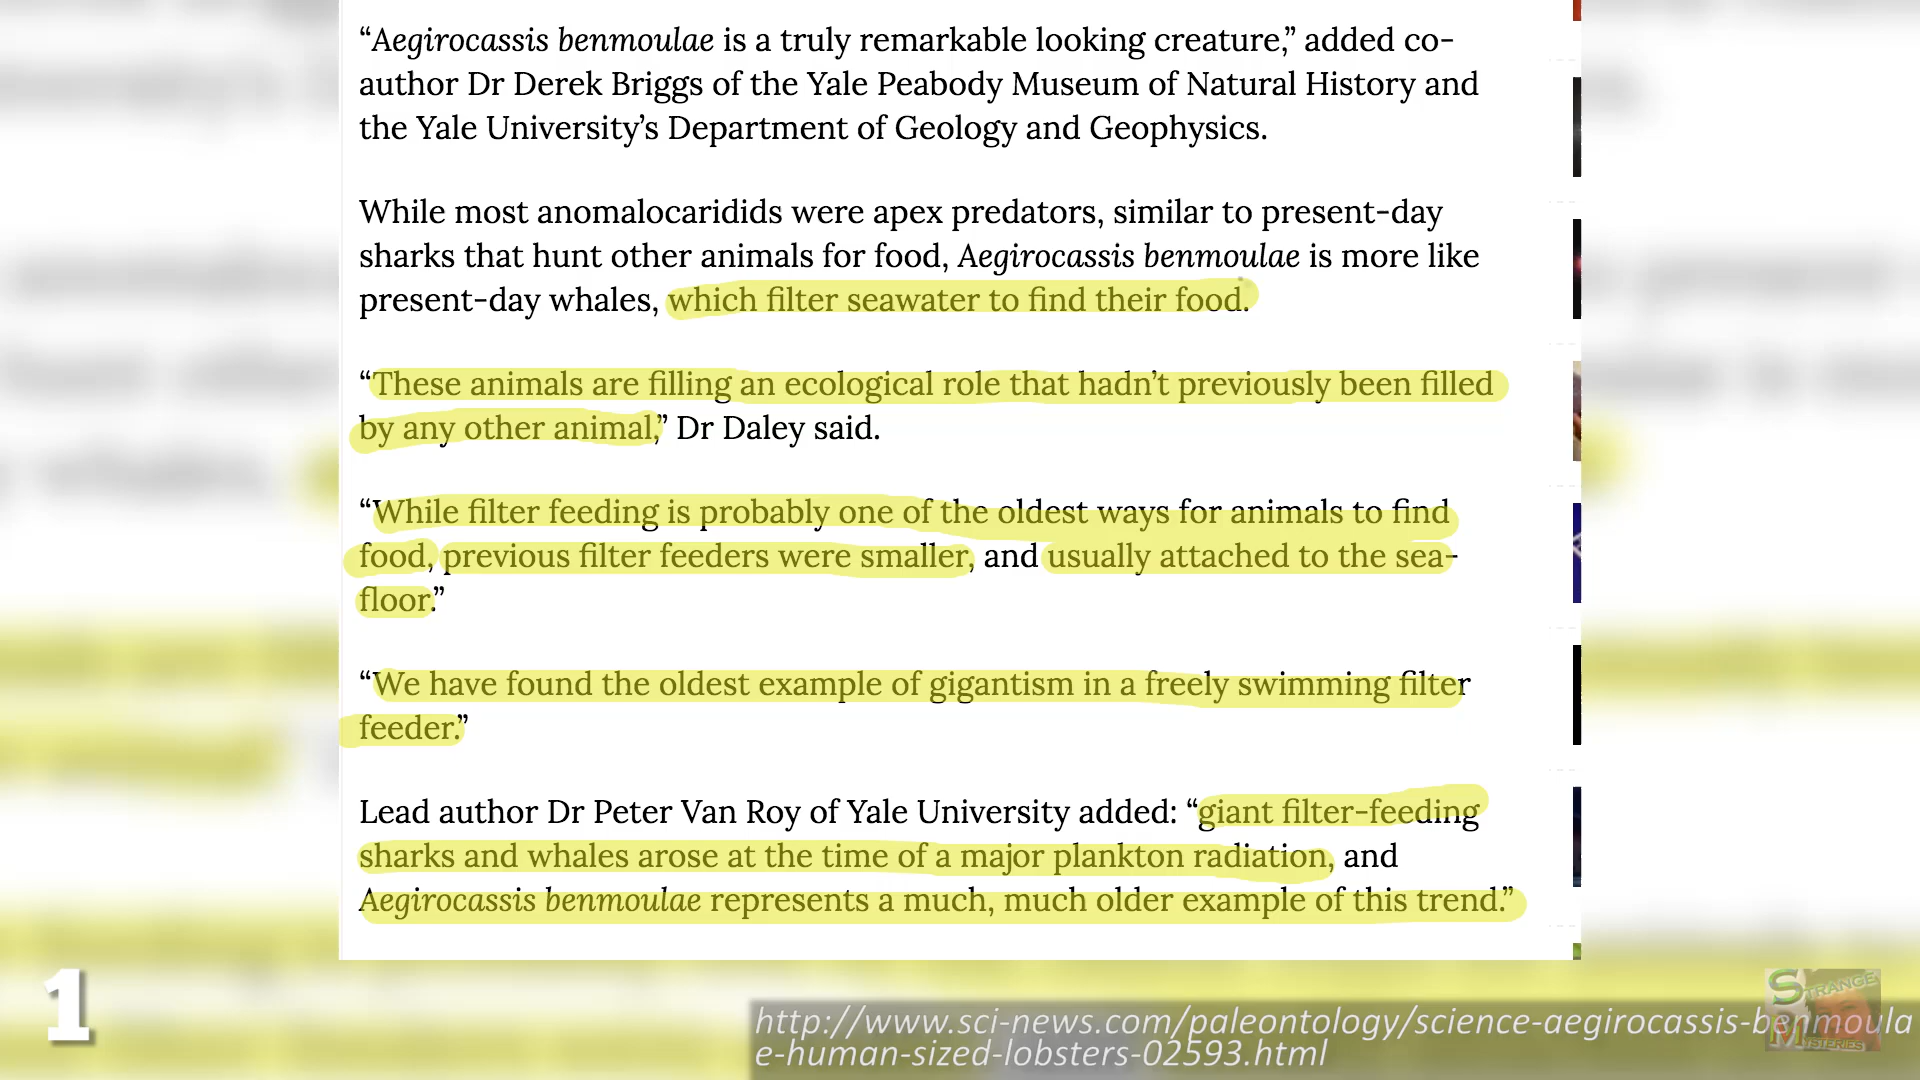 “Aegirocassis benmoulae is a truly remarkable looking creature,” added co-
author Dr Derek Briggs of the Yale Peabody Museum of Natural History and
the Yale University’s Department of Geology and Geophysics.
While most anomalocaridids were apex predators, similar to present-day
sharks that hunt other animals for food, Aegirocassis benmoulae is more like
present-day whales, which filter seawater to find their food.
“These animals are filling an ecological role that hadn’t previously been filled
by any other animal,” Dr Daley said.
“While filter feeding is probably one of the oldest ways for animals to find
food, previous filter feeders were smaller, and usually attached to the sea-
floor.”
“We have found the oldest example of gigantism in a freely swimming filter
feeder.”
Lead author Dr Peter Van Roy of Yale University added: “giant filter-feeding
sharks and whales arose at the time of a major plankton radiation, and
Aegirocassis benmoulae represents a much, much older example of this trend.”
1
http://www.sci-news.com/paleontology/science-aegirocassis-benmoula
e-human-sized-lobsters-02593.html
STRANGE
MYSTERIES